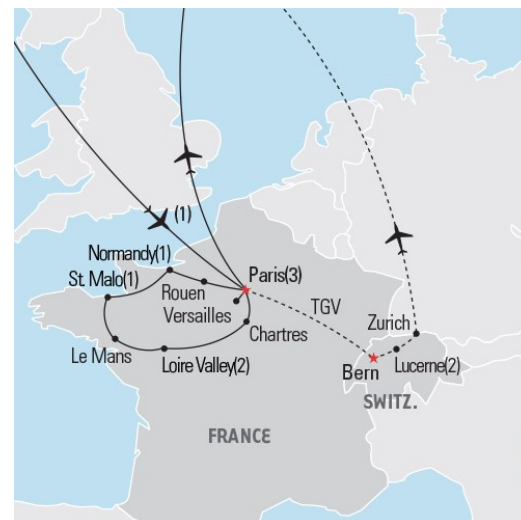 (1)
Normandy(1)
St. Malo(1)
Paris(3)
Rouen
Versailles
TGV
Zurich
Chartres
Le Mans
Loire Valley(2)
Bern
Lucerne(2)
SWITZ.
FRANCE